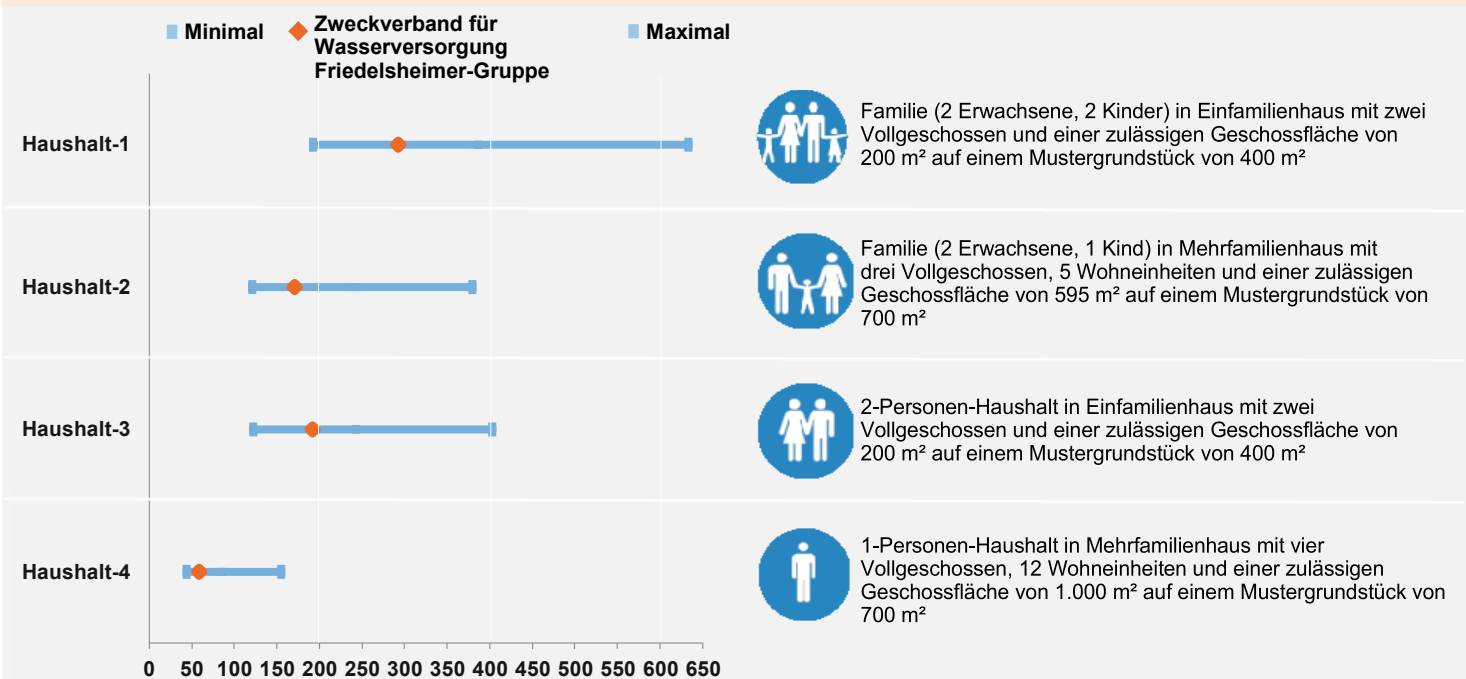 Minimal
Zweckverband für
Wasserversorgung
Friedelsheimer-Gruppe
Maximal
Haushalt-1
Familie (2 Erwachsene, 2 Kinder) in Einfamilienhaus mit zwei
Vollgeschossen und einer zulässigen Geschossfläche von
200 m² auf einem Mustergrundstück von 400 m²
Haushalt-2
Familie (2 Erwachsene, 1 Kind) in Mehrfamilienhaus mit
drei Vollgeschossen, 5 Wohneinheiten und einer zulässigen
Geschossfläche von 595 m² auf einem Mustergrundstück von
700 m²
Haushalt-3
2-Personen-Haushalt in Einfamilienhaus mit zwei
Vollgeschossen und einer zulässigen Geschossfläche von
200 m² auf einem Mustergrundstück von 400 m²
Haushalt-4
1-Personen-Haushalt in Mehrfamilienhaus mit vier
Vollgeschossen, 12 Wohneinheiten und einer zulässigen
Geschossfläche von 1.000 m² auf einem Mustergrundstück von
700 m²
0 50 100 150 200 250 300 350 400 450 500 550 600 650